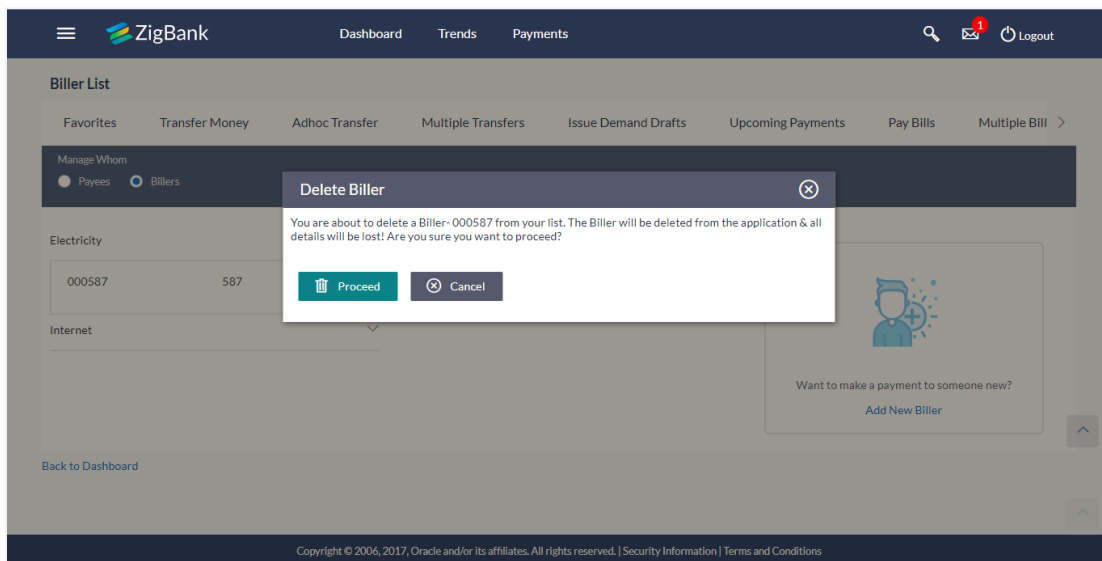 ZigBank Dashboard Trends Payments 1 Logout
Biller List
Favorites Transfer Money Adhoc Transfer Multiple Transfers Issue Demand Drafts Upcoming Payments Pay Bills Multiple Bill
Manage Whom
Payees Billers
Delete Biller
You are about to delete a Biller- 000587 from your list. The Biller will be deleted from the application & all
details will be lost! Are you sure you want to proceed?
Proceed Cancel
Electricity
000587 587
Internet
Want to make a payment to someone new?
Add New Biller
Back to Dashboard
Copyright © 2006, 2017, Oracle and/or its affiliates. All rights reserved. | Security Information | Terms and Conditions